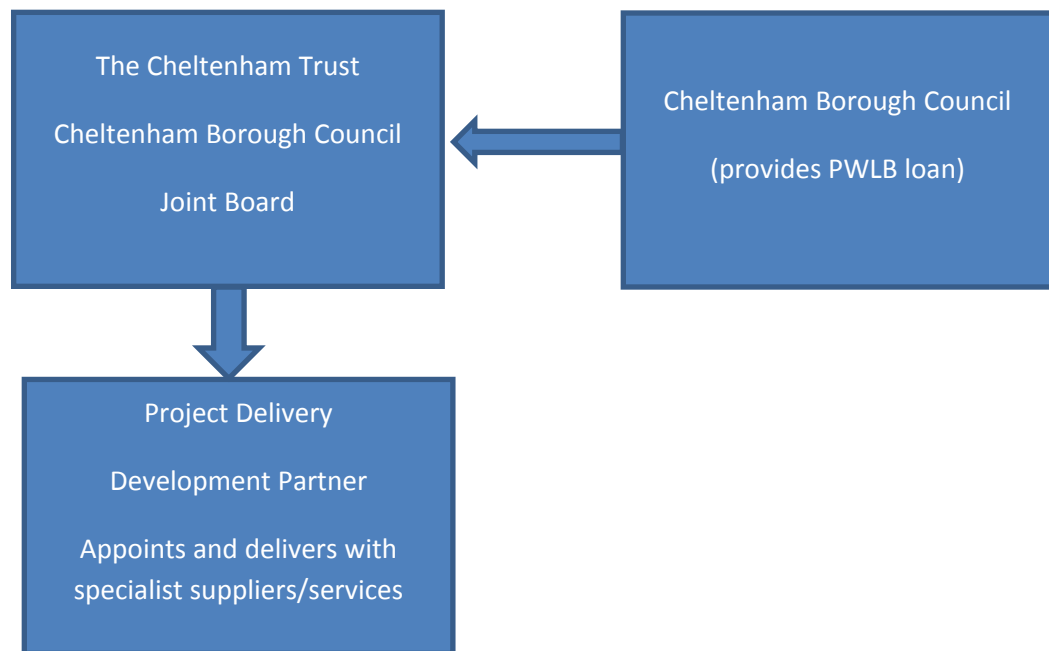 The Cheltenham Trust
Cheltenham Borough Council
Joint Board
Cheltenham Borough Council
(provides PWLB loan)
Project Delivery
Development Partner
Appoints and delivers with
specialist suppliers/services